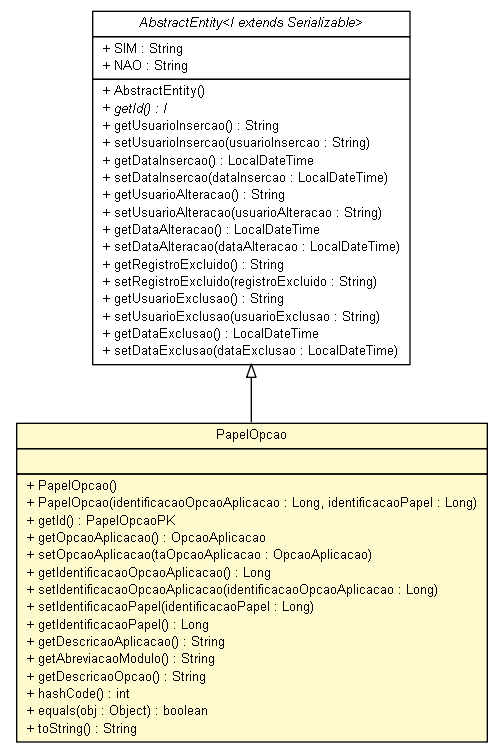 AbstractEntity<I extends Serializable>
+ SIM : String
+ NAO : String
+ AbstractEntity()
+ getId() : I
+ getUsuarioInsercao() : String
+ setUsuarioInsercao(usuarioInsercao : String)
+ getDataInsercao() : LocalDateTime
+ setDataInsercao(dataInsercao : LocalDateTime)
+ getUsuarioAlteracao() : String
+ setUsuarioAlteracao(usuarioAlteracao : String)
+ getDataAlteracao() : LocalDateTime
+ setDataAlteracao(dataAlteracao : LocalDateTime)
+ getRegistroExcluido() : String
+ setRegistroExcluido(registroExcluido : String)
+ getUsuarioExclusao() : String
+ setUsuarioExclusao(usuarioExclusao : String)
+ getDataExclusao() : LocalDateTime
+ setDataExclusao(dataExclusao : LocalDateTime)
PapelOpcao
+ PapelOpcao()
+ PapelOpcao(identificacaoOpcaoAplicacao : Long, identificacaoPapel : Long)
+ getId() : PapelOpcaoPK
+ getOpcaoAplicacao() : OpcaoAplicacao
+ setOpcaoAplicacao(taOpcaoAplicacao : OpcaoAplicacao)
+ getIdentificacaoOpcaoAplicacao() : Long
+ setIdentificacaoOpcaoAplicacao(identificacaoOpcaoAplicacao : Long)
+ setIdentificacaoPapel(identificacaoPapel : Long)
+ getIdentificacaoPapel() : Long
+ getDescricaoAplicacao() : String
+ getAbreviacaoModulo() : String
+ getDescricaoOpcao() : String
+ hashCode() : int
+ equals(obj : Object) : boolean
+ toString() : String